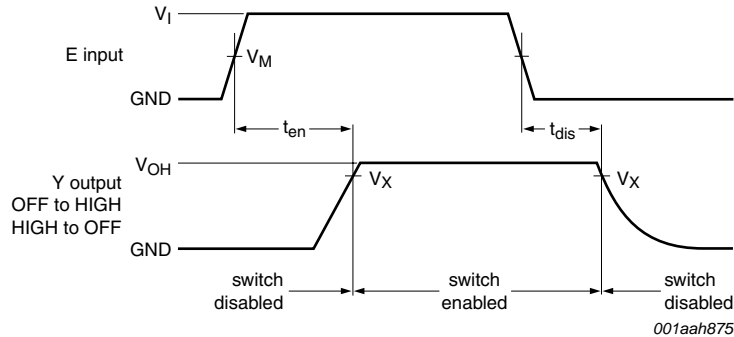 V_I
E input
V_M
GND
t_en
t_dis
V_OH
Y output
OFF to HIGH
HIGH to OFF
V_X
V_X
GND
switch
disabled
switch
enabled
switch
disabled
001aah875